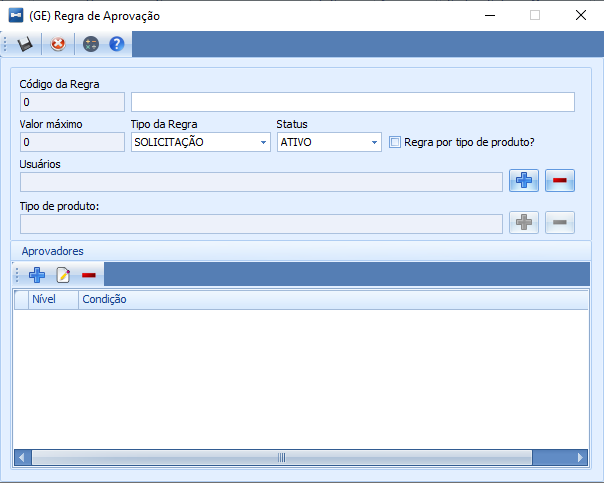 (GE) Regra de Aprovação
Código da Regra
0
Valor máximo Tipo da Regra Status
0 SOLICITAÇÃO ATIVO Regra por tipo de produto?
Usuários
Tipo de produto:
Aprovadores
Nível Condição